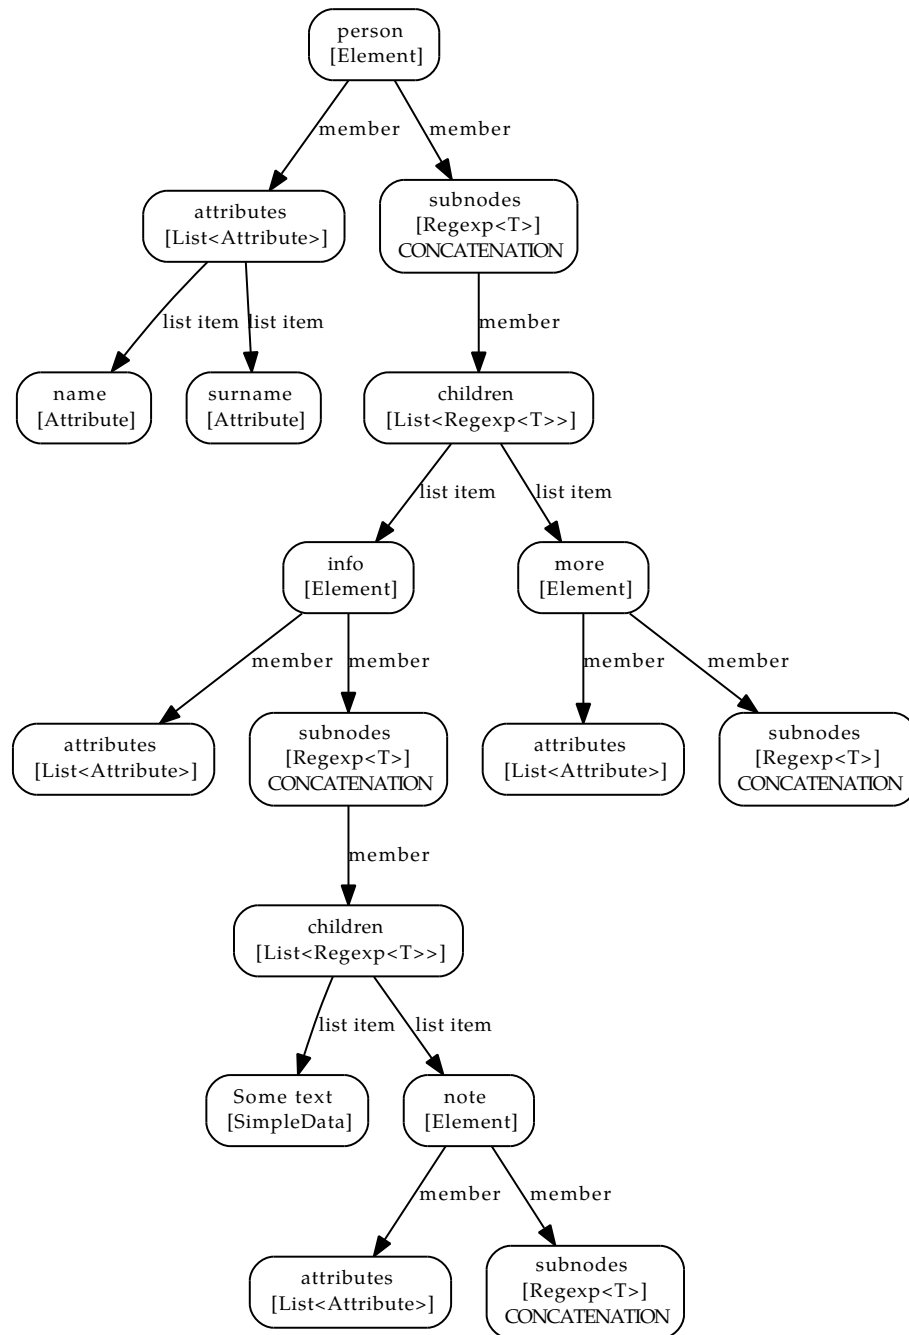 person
[Element]
member
member
attributes
[List<Attribute>]
subnodes
[Regexp<T>]
CONCATENATION
list item
list item
member
name
[Attribute]
surname
[Attribute]
children
[List<Regexp<T>>]
list item
list item
info
[Element]
more
[Element]
member
member
member
member
attributes
[List<Attribute>]
subnodes
[Regexp<T>]
CONCATENATION
attributes
[List<Attribute>]
subnodes
[Regexp<T>]
CONCATENATION
member
children
[List<Regexp<T>>]
list item
list item
Some text
[SimpleData]
note
[Element]
member
member
attributes
[List<Attribute>]
subnodes
[Regexp<T>]
CONCATENATION